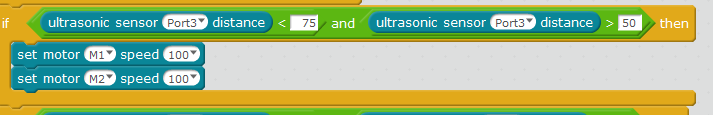 if ultrasonic sensor Port3 distance < 75 and ultrasonic sensor Port3 distance > 50 then
set motor M1 speed 100
set motor M2 speed 100